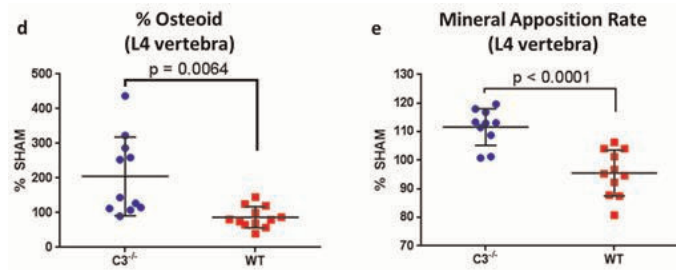 d
% Osteoid
(L4 vertebra)
p = 0.0064
% SHAM
500
400
300
200
100
0
C3-/-
WT
e
Mineral Apposition Rate
(L4 vertebra)
p < 0.0001
% SHAM
130
120
110
100
90
80
70
C3-/-
WT